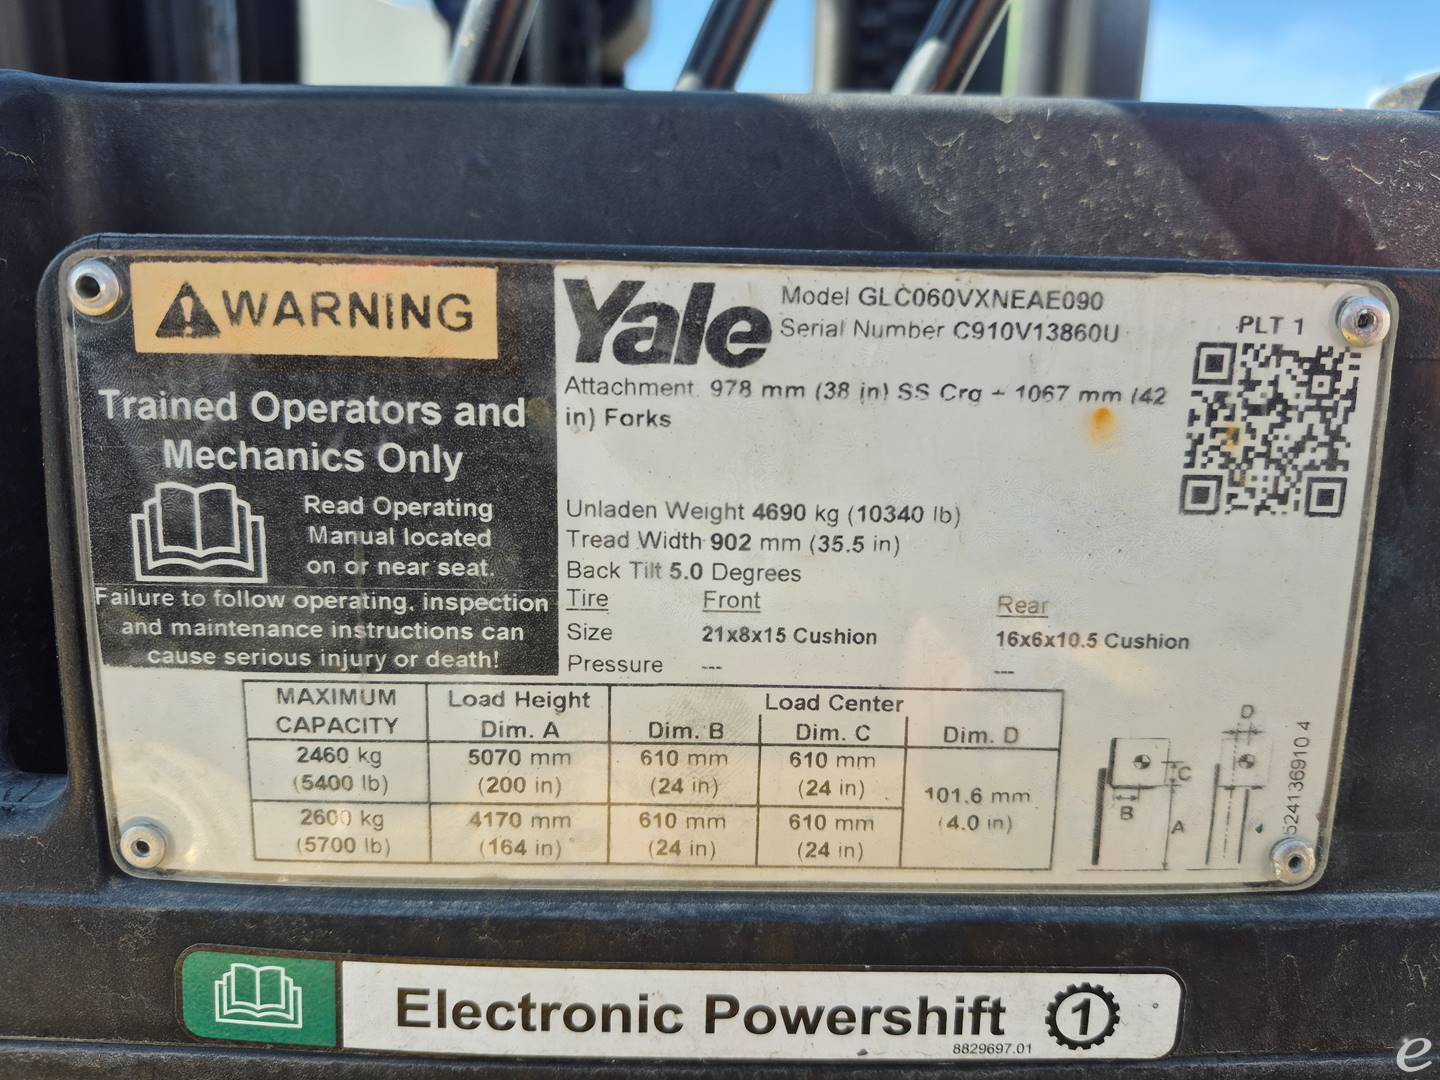 WARNING
Trained Operators and
Mechanics Only
Read Operating
Manual located
on or near seat.
Failure to follow operating, inspection
and maintenance instructions can
cause serious injury or death!
Yale
Model GLC060VXNEAE090
Serial Number C910V13860U
PLT 1
Attachment 978 mm (38 in) SS Crg - 1067 mm (42
in) Forks
Unladen Weight 4690 kg (10340 lb)
Tread Width 902 mm (35.5 in)
Back Tilt 5.0 Degrees
Tire Front Rear
Size 21x8x15 Cushion 16x6x10.5 Cushion
Pressure --- ---
MAXIMUM CAPACITY Load Height Dim. A Load Center
Dim. B Dim. C Dim. D
2460 kg 5070 mm 610 mm 610 mm
(5400 lb) (200 in) (24 in) (24 in)
101.6 mm
(4.0 in)
2600 kg 4170 mm 610 mm 610 mm
(5700 lb) (164 in) (24 in) (24 in)
D
C
B
A
524136910 4
Electronic Powershift 1
8829697.01
e